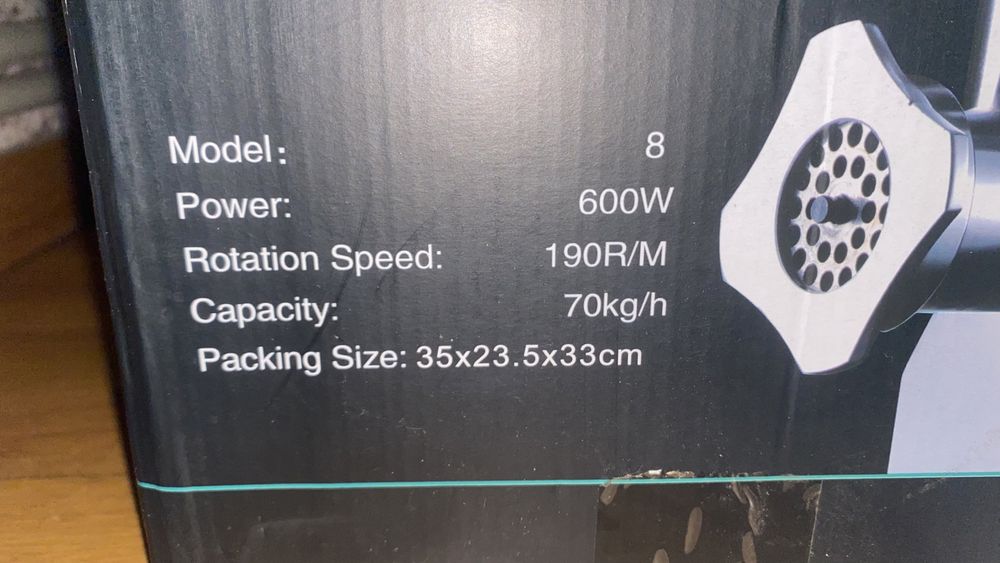 Model: 8
Power: 600W
Rotation Speed: 190R/M
Capacity: 70kg/h
Packing Size: 35x23.5x33cm